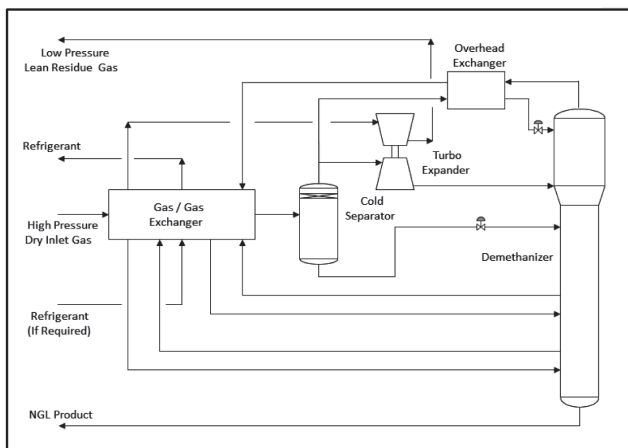 Low Pressure
Lean Residue Gas
Overhead
Exchanger
Refrigerant
Turbo
Expander
Gas / Gas
Exchanger
Cold
Separator
High Pressure
Dry Inlet Gas
Demethanizer
Refrigerant
(If Required)
NGL Product